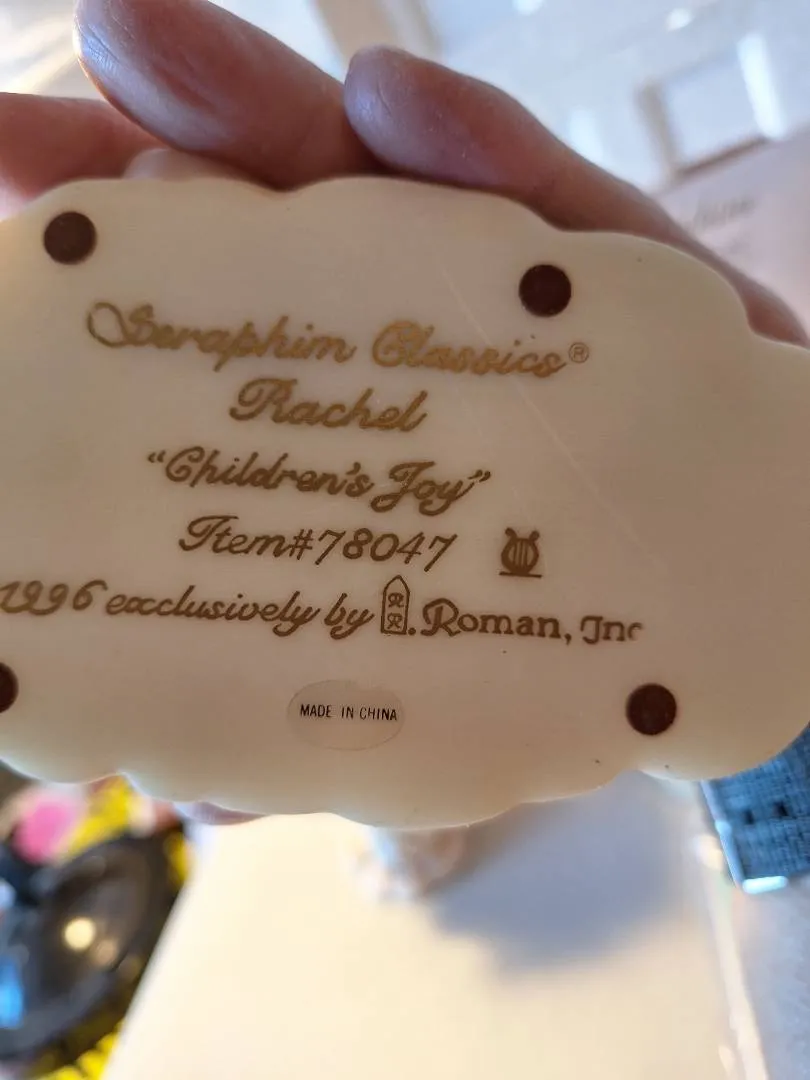 Seraphim Classics®
Rachel
“Children's Joy”
Item#78047
1996 exclusively by R R. Roman, Inc
MADE IN CHINA